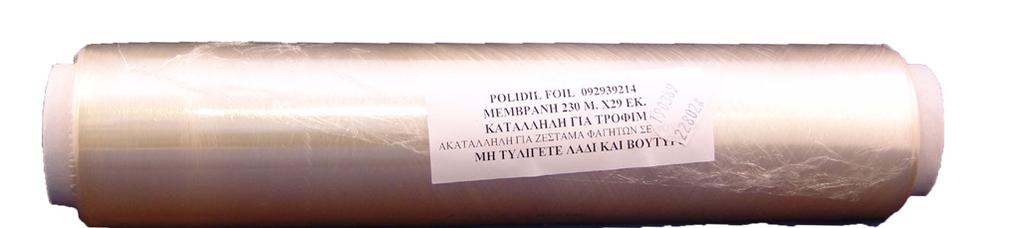 POLIDIL FOIL 092939214
ΜΕΜΒΡΑΝΗ 230 Μ. Χ29 ΕΚ.
ΚΑΤΑΛΛΗΛΗ ΓΙΑ ΤΡΟΦΙΜ
ΑΚΑΤΑΛΛΗΛΗ ΓΙΑ ΖΕΣΤΑΜΑ ΦΑΓΗΤΩΝ ΣΕ
ΜΗ ΤΥΛΙΓΕΤΕ ΛΑΔΙ ΚΑΙ ΒΟΥΤΥΡ